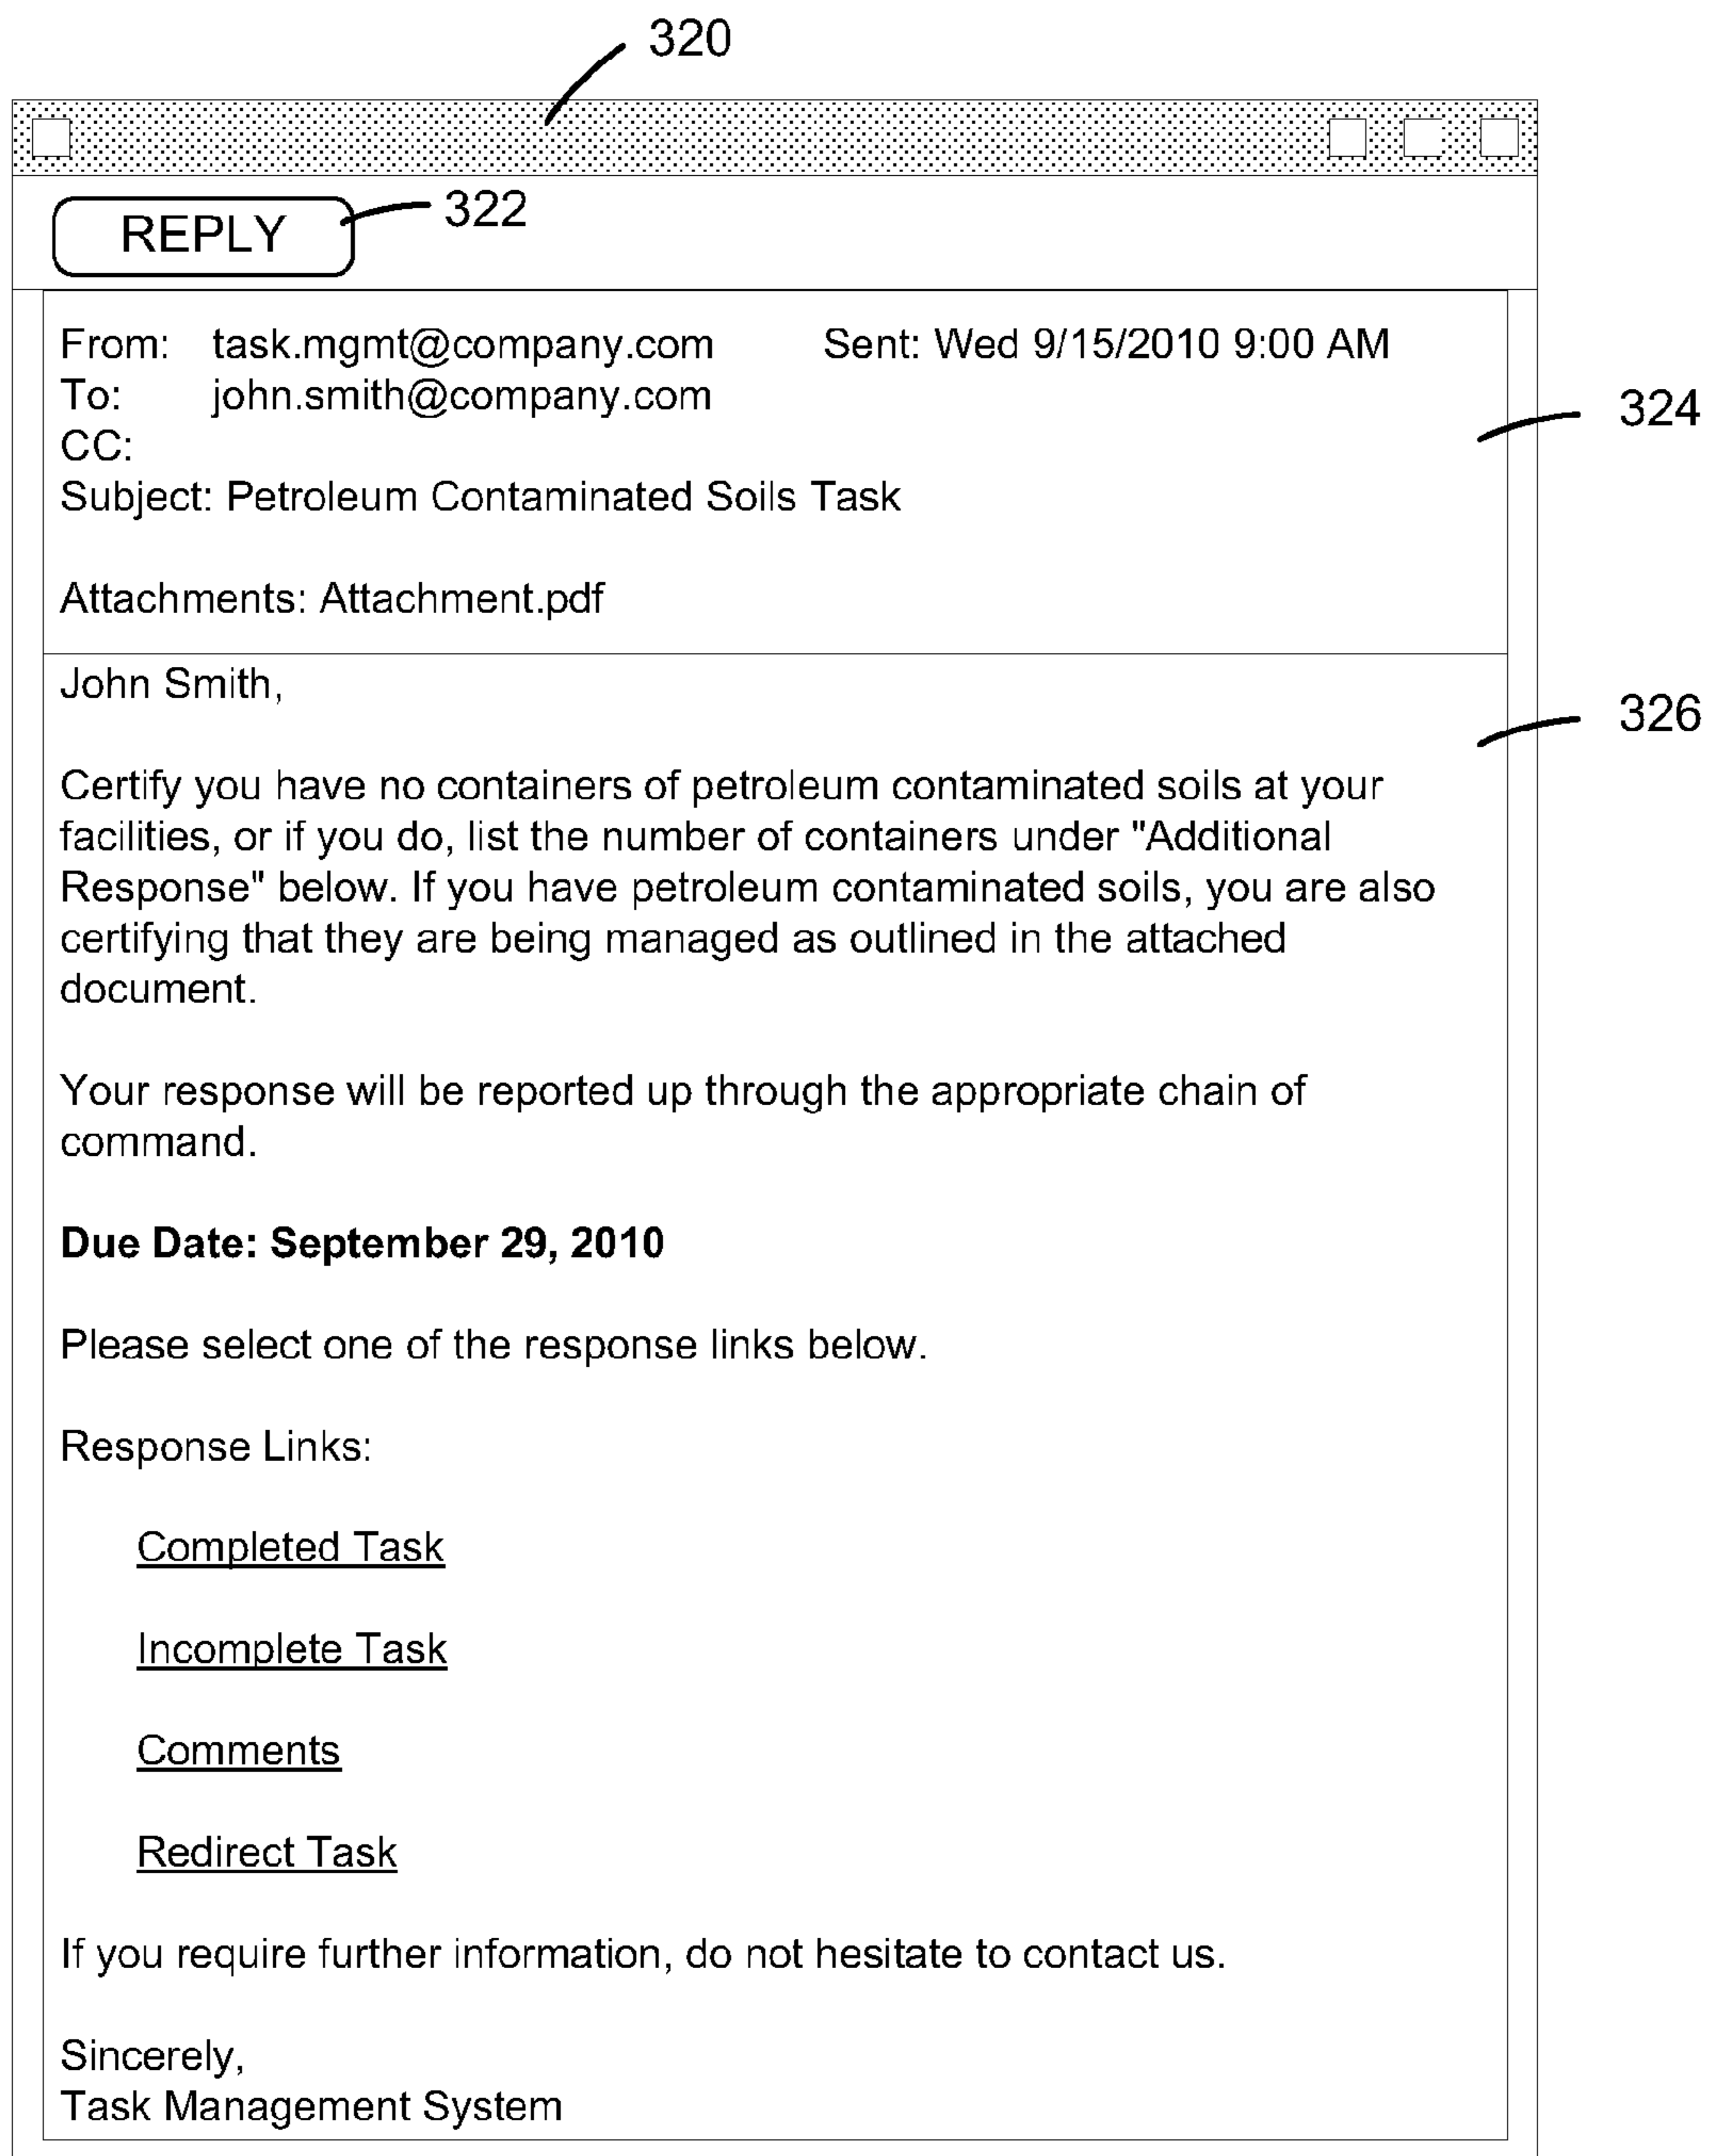 320
REPLY
322
From: task.mgmt@company.com Sent: Wed 9/15/2010 9:00 AM
To: john.smith@company.com
324
CC:
Subject: Petroleum Contaminated Soils Task
Attachments: Attachment.pdf
John Smith,
326
Certify you have no containers of petroleum contaminated soils at your
facilities, or if you do, list the number of containers under "Additional
Response" below. If you have petroleum contaminated soils, you are also
certifying that they are being managed as outlined in the attached
document.
Your response will be reported up through the appropriate chain of
command.
Due Date: September 29, 2010
Please select one of the response links below.
Response Links:
Completed Task
Incomplete Task
Comments
Redirect Task
If you require further information, do not hesitate to contact us.
Sincerely,
Task Management System